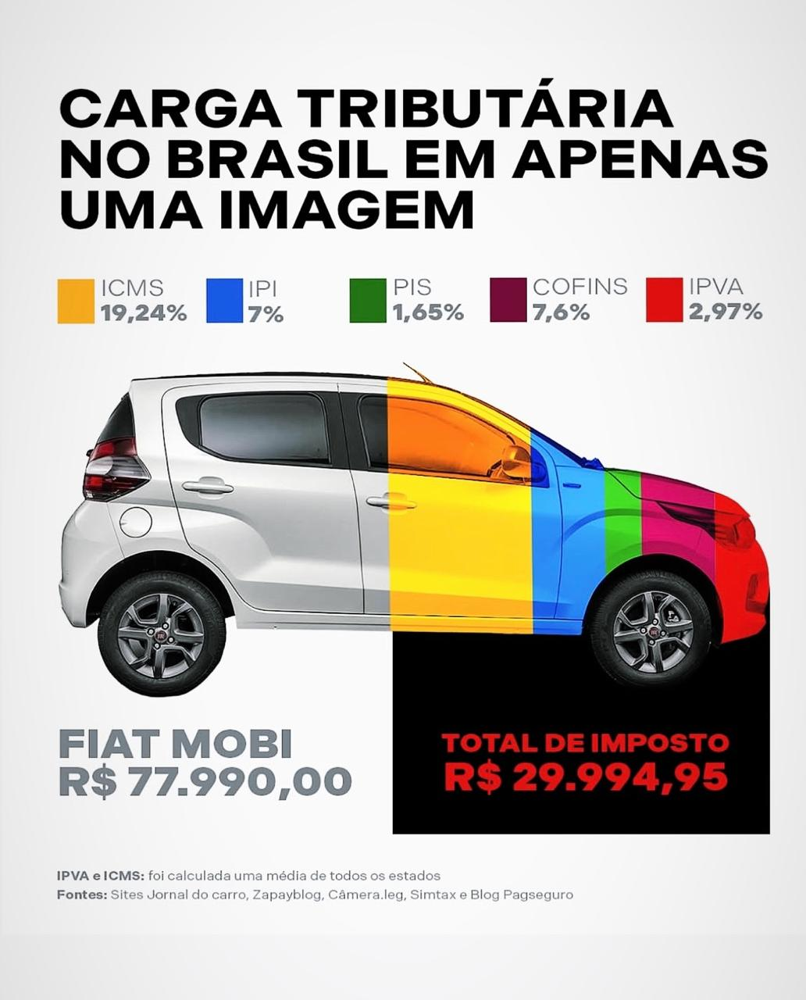 CARGA TRIBUTÁRIA
NO BRASIL EM APENAS
UMA IMAGEM
ICMS
19,24%
IPI
7%
PIS
1,65%
COFINS
7,6%
IPVA
2,97%
FIAT MOBI
R$ 77.990,00
TOTAL DE IMPOSTO
R$ 29.994,95
IPVA e ICMS: foi calculada uma média de todos os estados
Fontes: Sites Jornal do carro, Zapayblog, Câmera.leg, Simtax e Blog Pagseguro